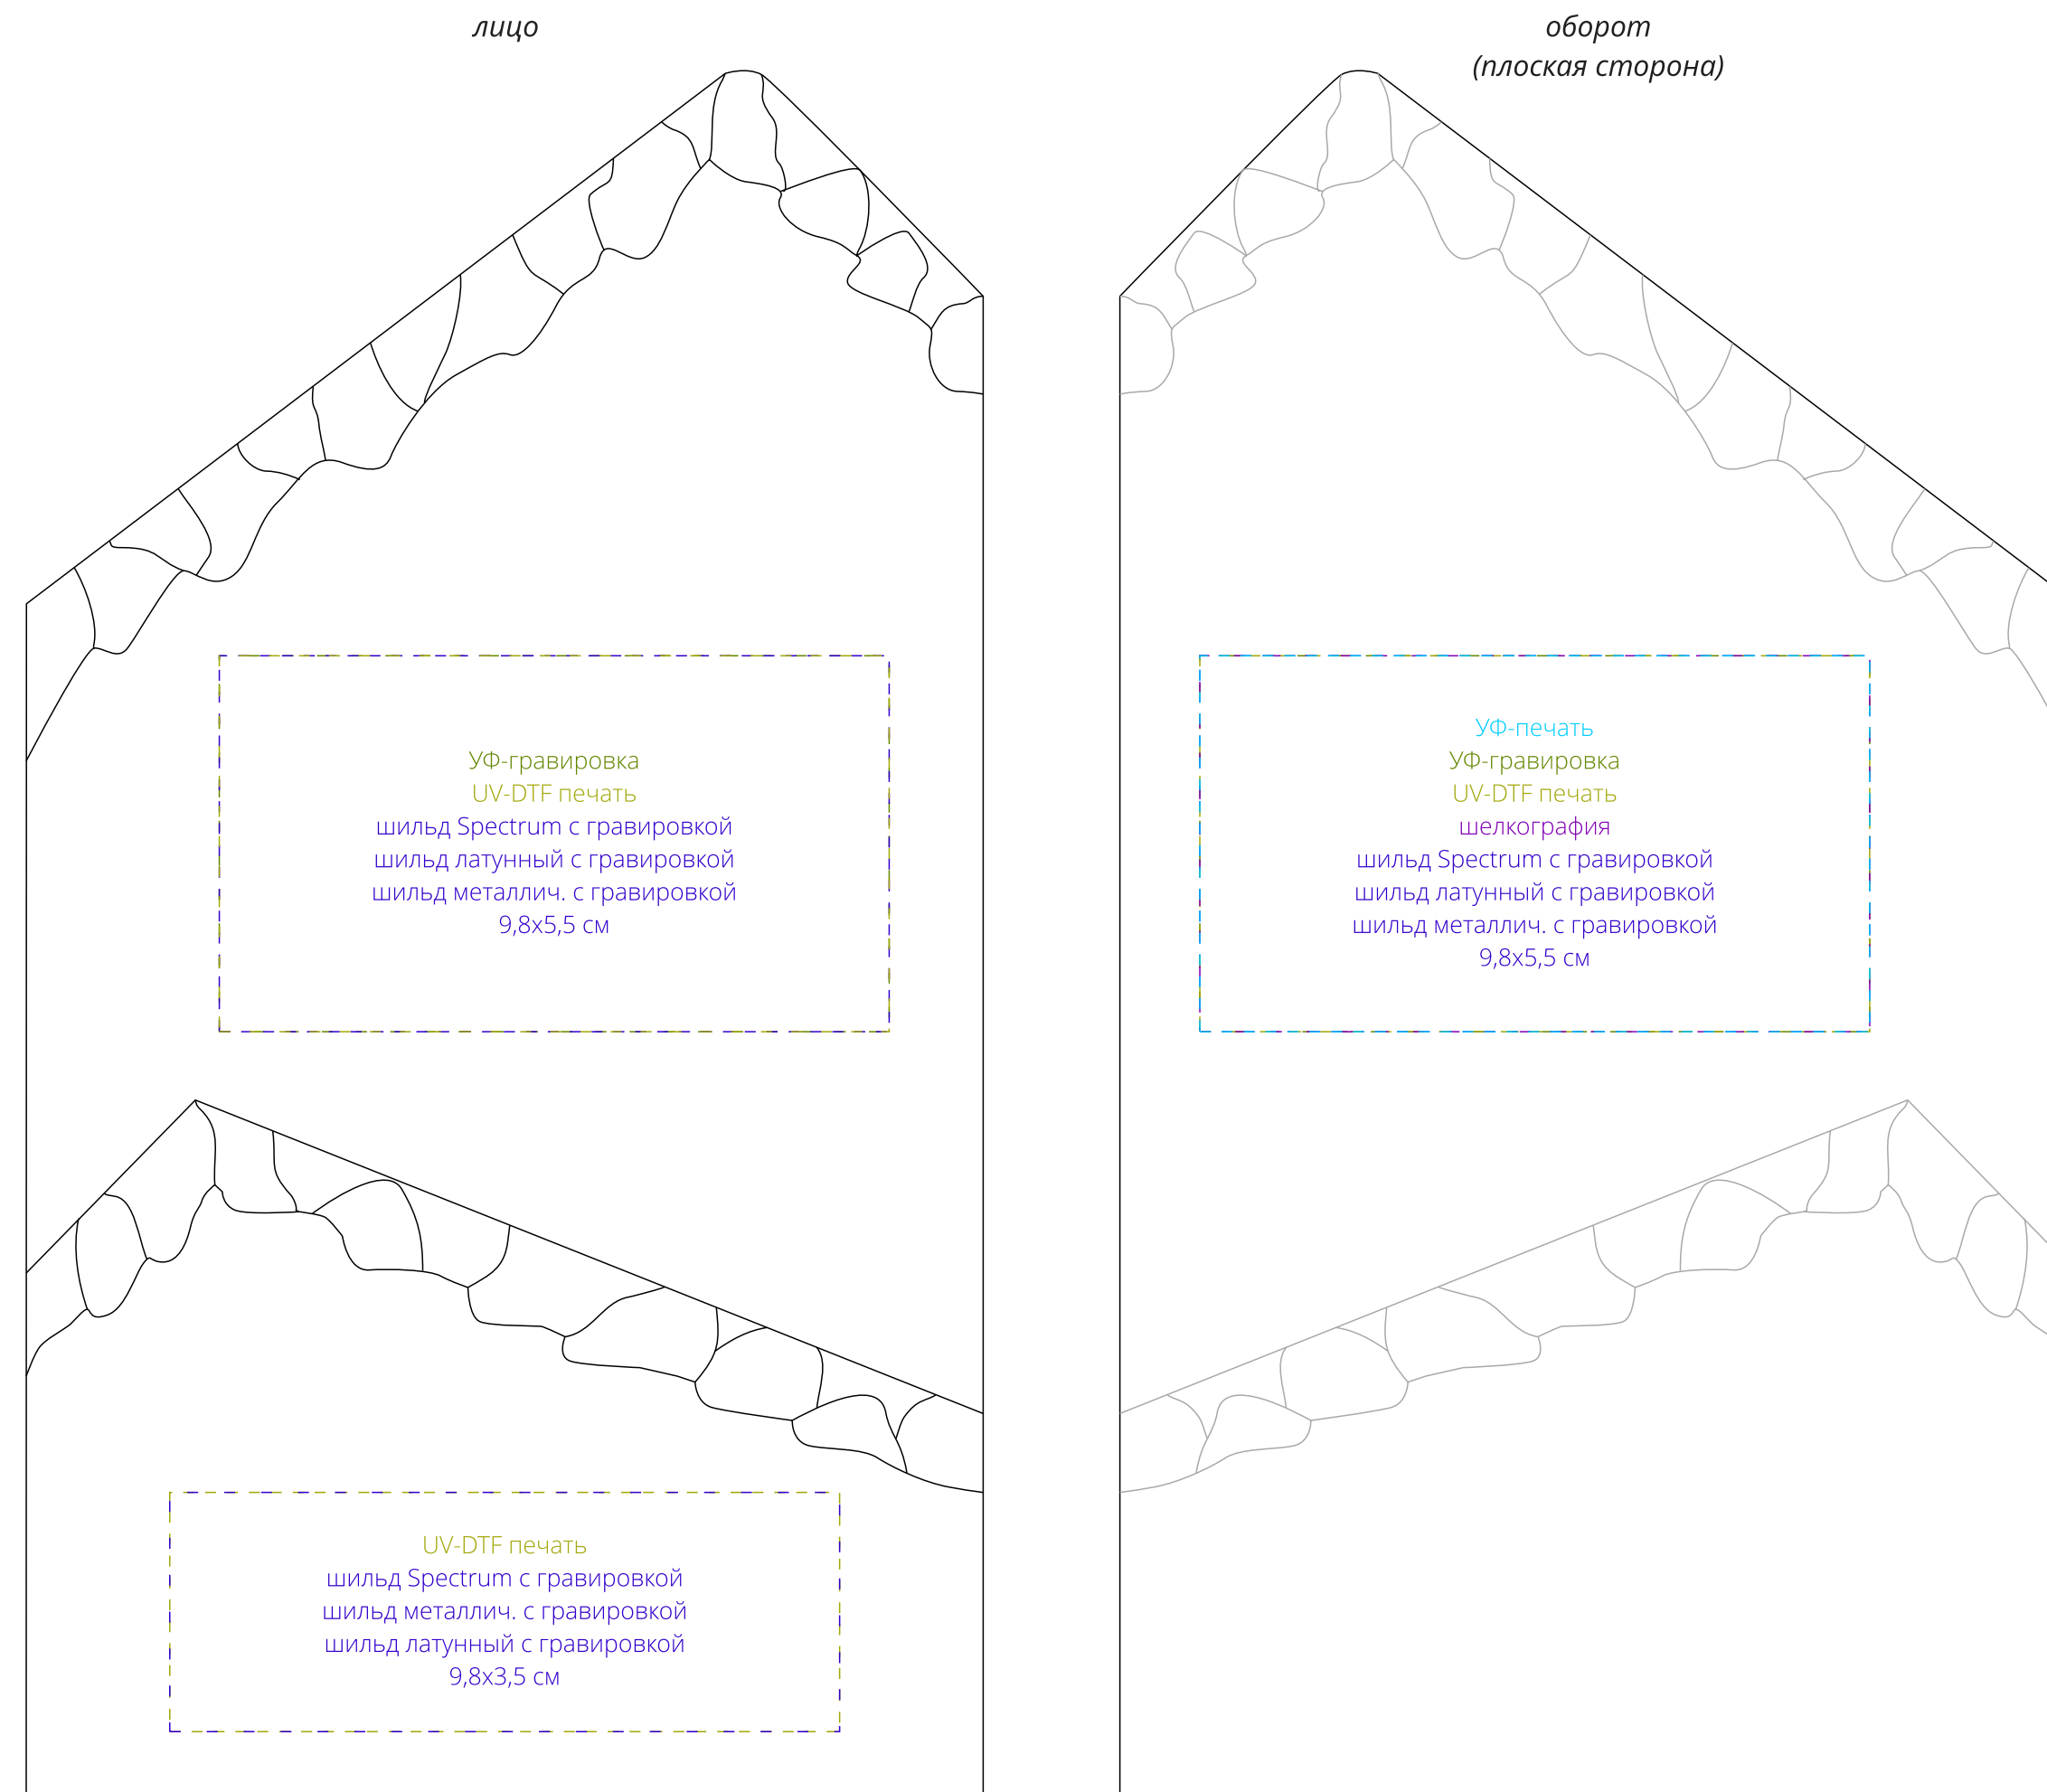 лицо
оборот
(плоская сторона)
УФ-гравировка
UV-DTF печать
шильд Spectrum с гравировкой
шильд латунный с гравировкой
шильд металлич. с гравировкой
9,8х5,5 см
УФ-печать
УФ-гравировка
UV-DTF печать
шелкография
шильд Spectrum с гравировкой
шильд латунный с гравировкой
шильд металлич. с гравировкой
9,8х5,5 см
UV-DTF печать
шильд Spectrum с гравировкой
шильд металлич. с гравировкой
шильд латунный с гравировкой
9,8х3,5 см